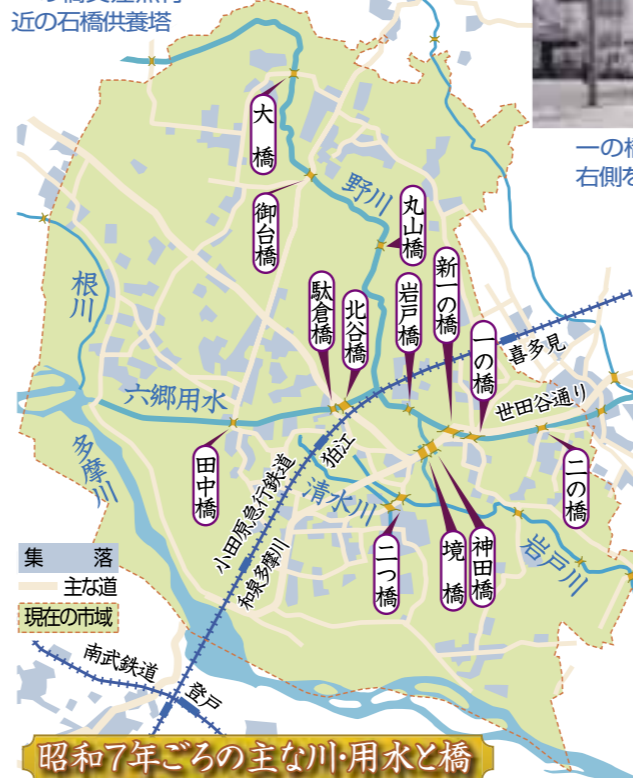 の橋交差点付
近の石橋供養塔
一の橋
右側を
大橋
御台橋
野川
丸山橋
新一の橋
岩戸橋
北谷橋
駄倉橋
一の橋
喜多見
世田谷通り
根川
六郷用水
多摩川
田中橋
小田原急行鉄道
狛江
和泉多摩川
清水川
二つ橋
境橋
神田橋
二の橋
岩戸川
集落
主な道
現在の市域
南武鉄道
登戸
昭和7年ごろの主な川・用水と橋